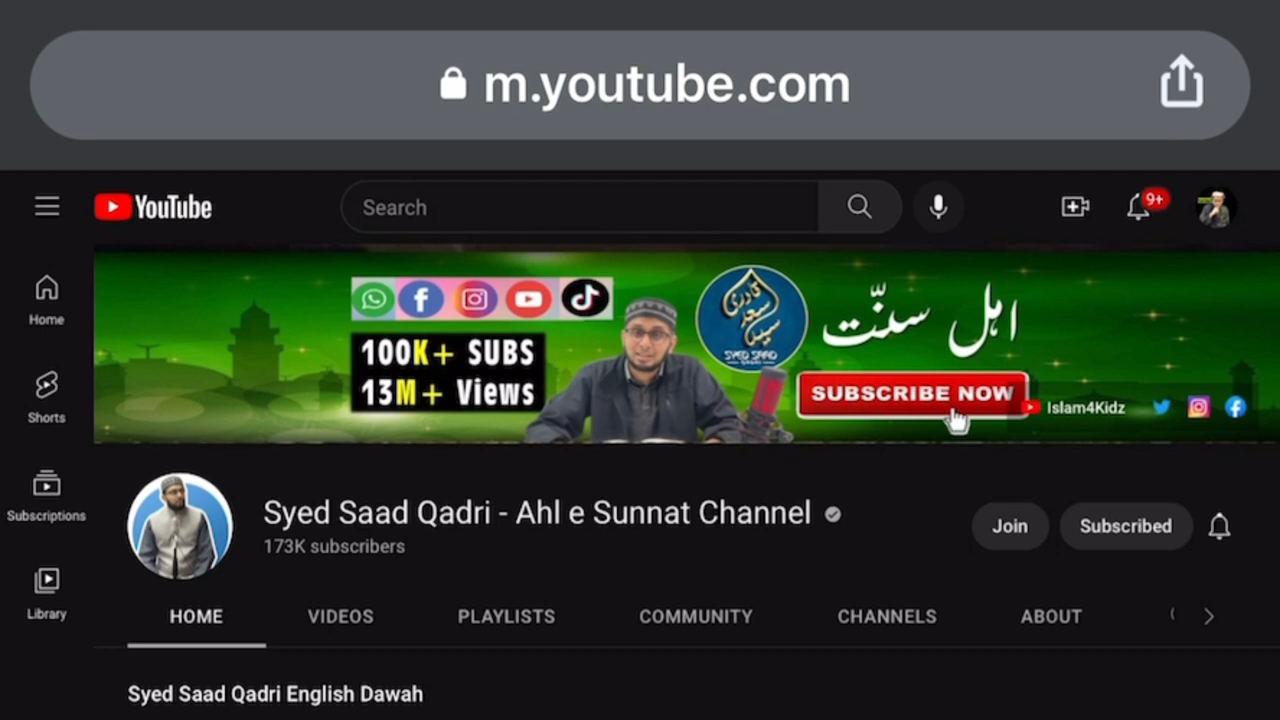 m.youtube.com
YouTube
Search
9+
Home
Shorts
Subscriptions
Library
100K+ SUBS
13M+ Views
SYED SAAD
اہل سنّت
SUBSCRIBE NOW
Islam4Kidz
Syed Saad Qadri - Ahl e Sunnat Channel
173K subscribers
Join
Subscribed
HOME
VIDEOS
PLAYLISTS
COMMUNITY
CHANNELS
ABOUT
Syed Saad Qadri English Dawah